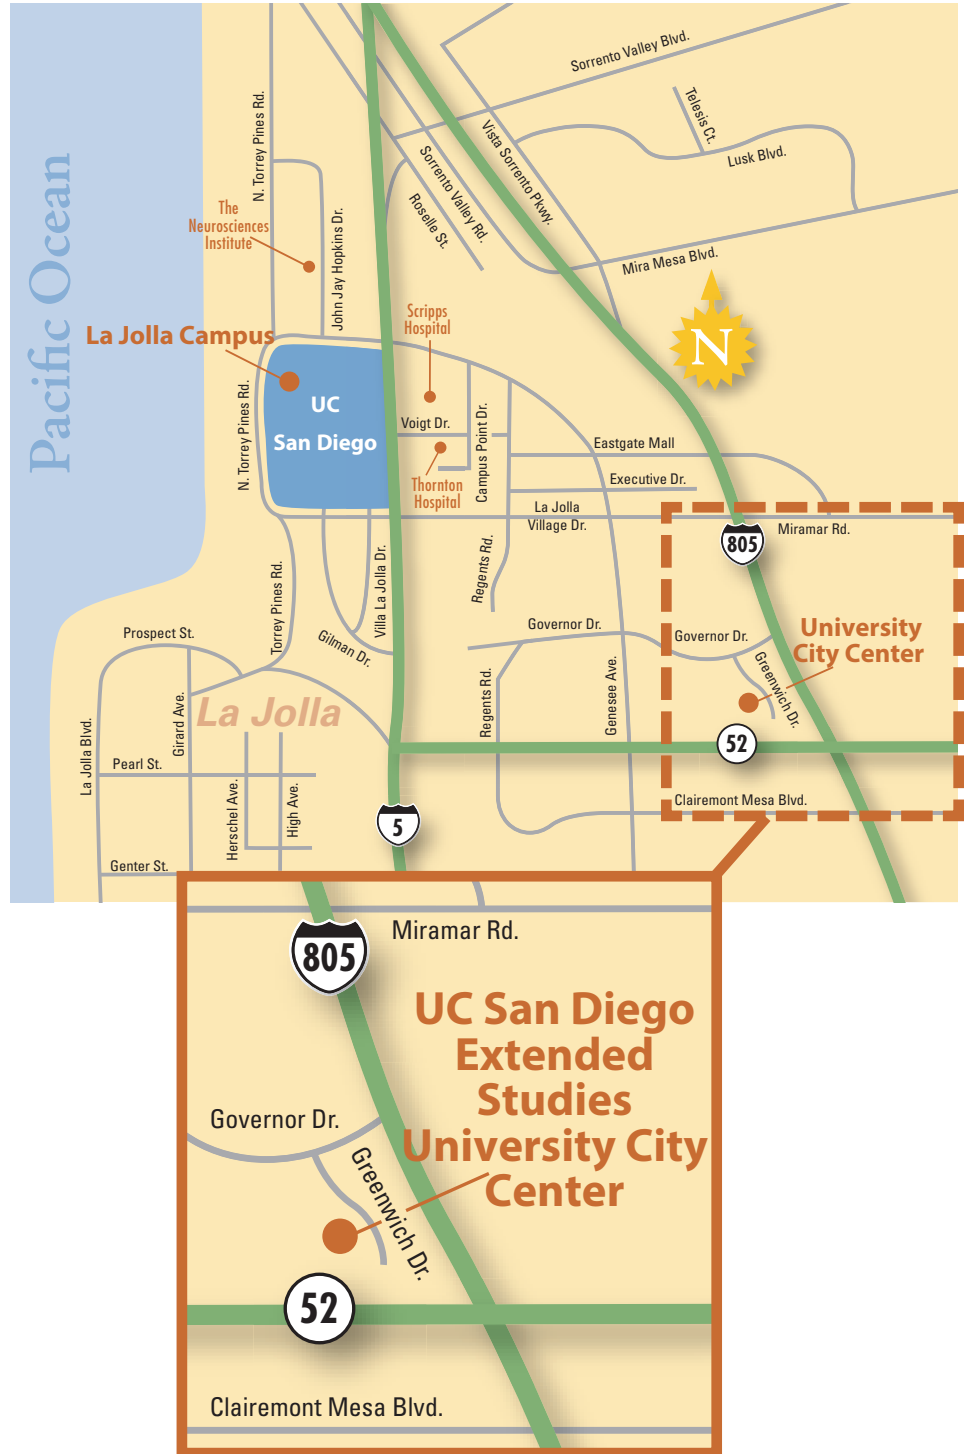 Sorrento Valley Blvd.
Telesis Ct.
Lusk Blvd.
Vista Sorrento Pkwy.
Sorrento Valley Rd.
Roselle St.
Mira Mesa Blvd.
N. Torrey Pines Rd.
The
Neurosciences
Institute
John Jay Hopkins Dr.
Pacific Ocean
La Jolla Campus
Scripps
Hospital
N
UC
San Diego
N. Torrey Pines Rd.
Voigt Dr.
Campus Point Dr.
Thornton
Hospital
Eastgate Mall
Executive Dr.
La Jolla
Village Dr.
Miramar Rd.
805
Regents Rd.
Torrey Pines Rd.
Villa La Jolla Dr.
Gilman Dr.
Prospect St.
Governor Dr.
Governor Dr.
University
City Center
Greenwich Dr.
La Jolla
Girard Ave.
La Jolla Blvd.
Regents Rd.
Genesee Ave.
52
Pearl St.
Herschel Ave.
High Ave.
5
Clairemont Mesa Blvd.
Genter St.
Miramar Rd.
805
UC San Diego
Extended
Studies
University City
Center
Governor Dr.
Greenwich Dr.
52
Clairemont Mesa Blvd.